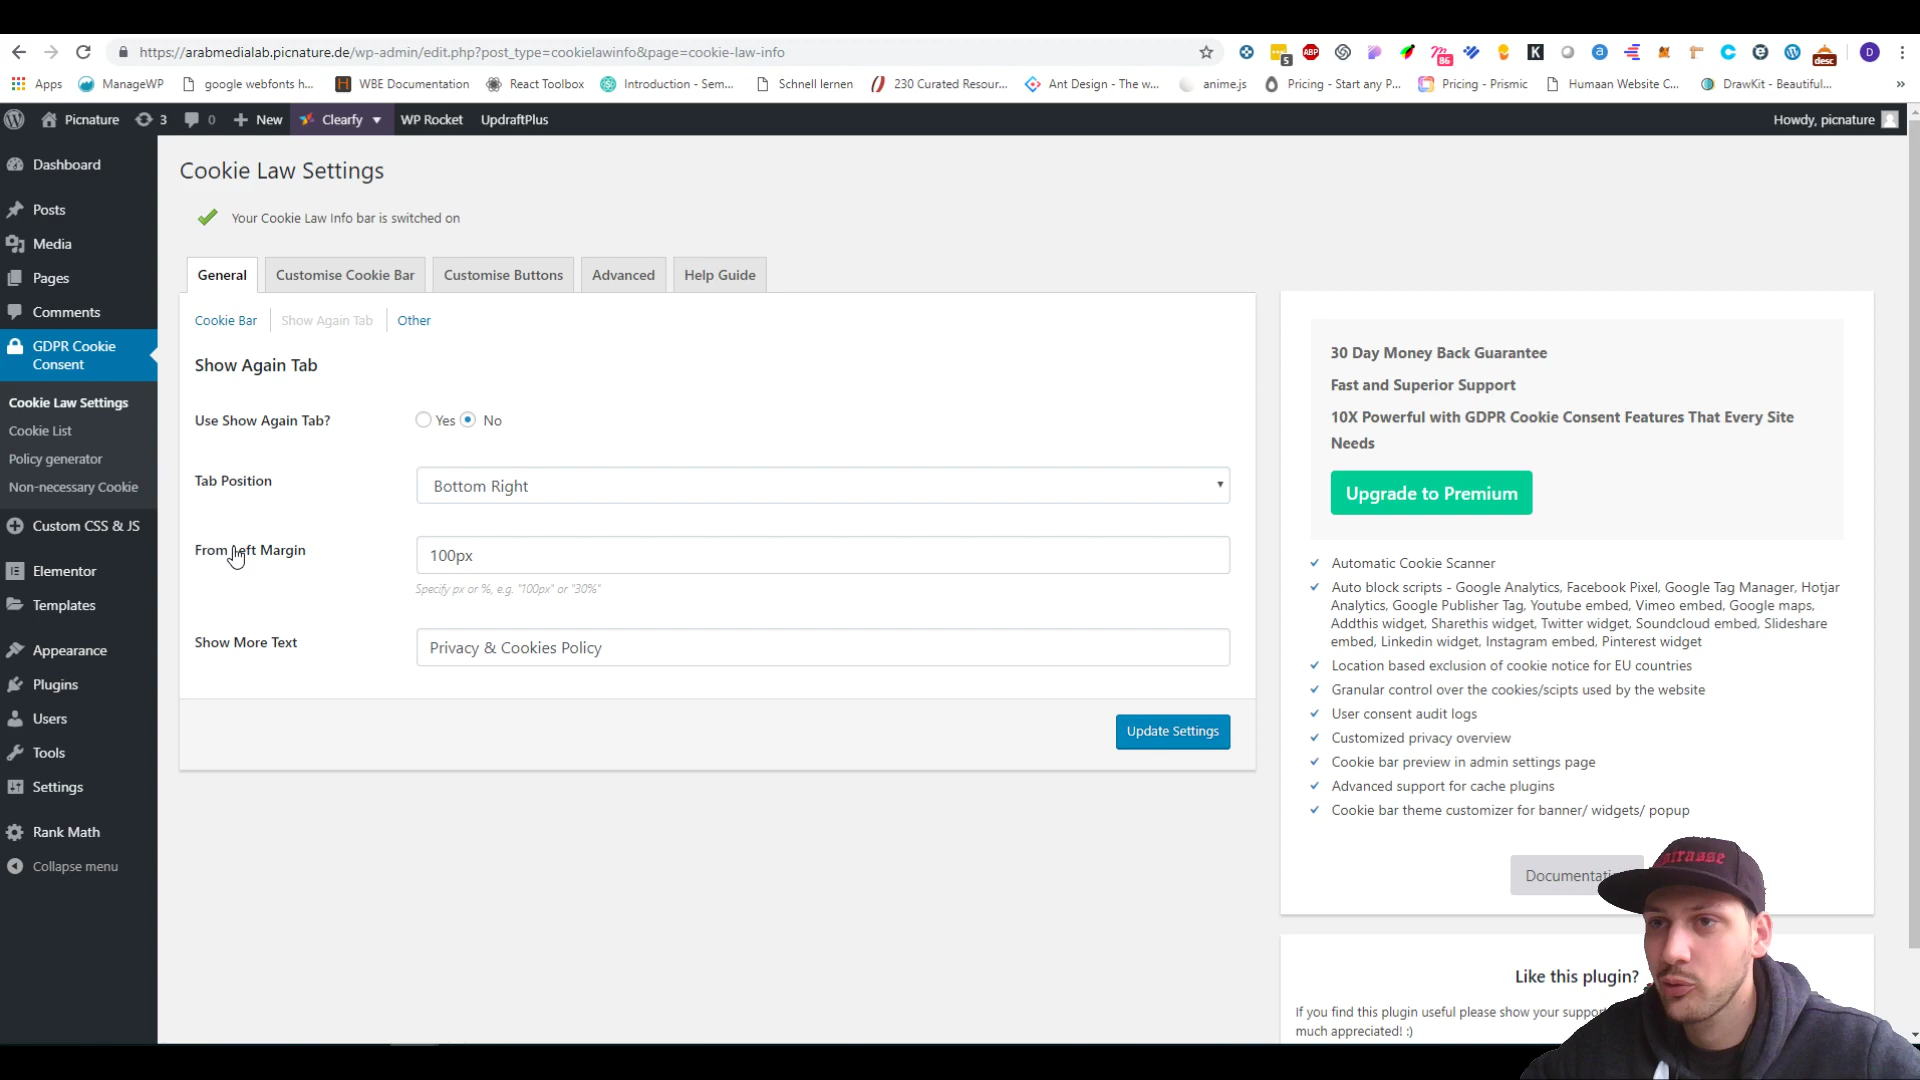 https://arabmedialab.picnature.de/wp-admin/edit.php?post_type=cookielawinfo&page=cookie-law-info
5
ABP
86
K
desc
D
Apps
ManageWP
google webfonts h...
WBE Documentation
React Toolbox
Introduction - Sem...
Schnell lernen
230 Curated Resour...
Ant Design - The w...
anime.js
Pricing - Start any P...
Pricing - Prismic
Humaan Website C...
DrawKit - Beautiful...
»
Picnature
3
0
New
Clearfy
WP Rocket
UpdraftPlus
Howdy, picnature
Dashboard
Posts
Media
Pages
Comments
GDPR Cookie
Consent
Cookie Law Settings
Cookie List
Policy generator
Non-necessary Cookie
Custom CSS & JS
Elementor
Templates
Appearance
Plugins
Users
Tools
Settings
Rank Math
Collapse menu
Cookie Law Settings
Your Cookie Law Info bar is switched on
General
Customise Cookie Bar
Customise Buttons
Advanced
Help Guide
Cookie Bar
Show Again Tab
Other
Show Again Tab
Use Show Again Tab?
Yes
No
Tab Position
Bottom Right
From Left Margin
100px
Specify px or %, e.g. "100px" or "30%"
Show More Text
Privacy & Cookies Policy
Update Settings
30 Day Money Back Guarantee
Fast and Superior Support
10X Powerful with GDPR Cookie Consent Features That Every Site
Needs
Upgrade to Premium
Automatic Cookie Scanner
Auto block scripts - Google Analytics, Facebook Pixel, Google Tag Manager, Hotjar
Analytics, Google Publisher Tag, Youtube embed, Vimeo embed, Google maps,
Addthis widget, Sharethis widget, Twitter widget, Soundcloud embed, Slideshare
embed, Linkedin widget, Instagram embed, Pinterest widget
Location based exclusion of cookie notice for EU countries
Granular control over the cookies/scipts used by the website
User consent audit logs
Customized privacy overview
Cookie bar preview in admin settings page
Advanced support for cache plugins
Cookie bar theme customizer for banner/ widgets/ popup
Documentati
Like this plugin?
If you find this plugin useful please show your suppor
much appreciated! :)